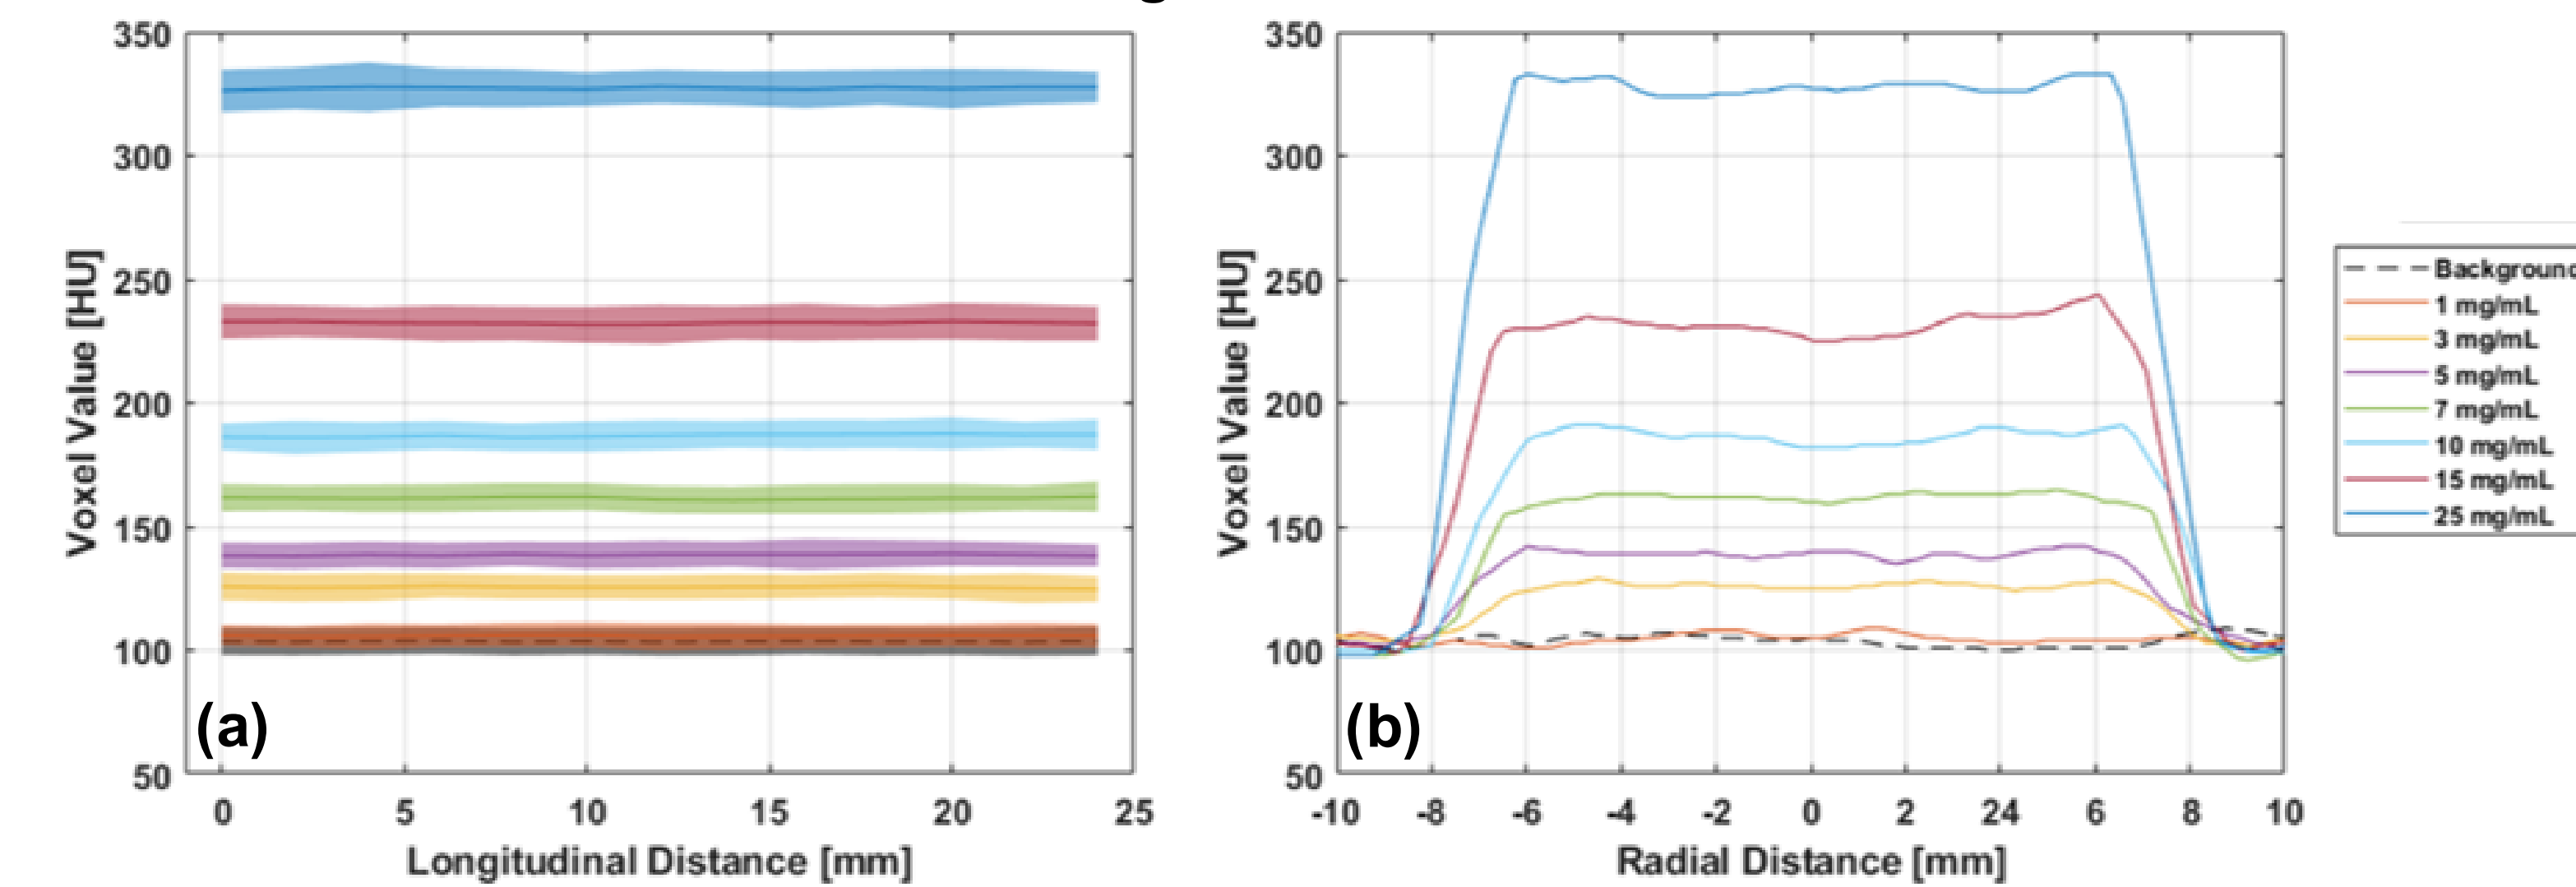 350
300
250
200
150
100
50
Voxel Value [HU]
(a)
0 5 10 15 20 25
Longitudinal Distance [mm]
350
300
250
200
150
100
50
Voxel Value [HU]
(b)
-10 -8 -6 -4 -2 0 2 24 6 8 10
Radial Distance [mm]
Background
1 mg/mL
3 mg/mL
5 mg/mL
7 mg/mL
10 mg/mL
15 mg/mL
25 mg/mL